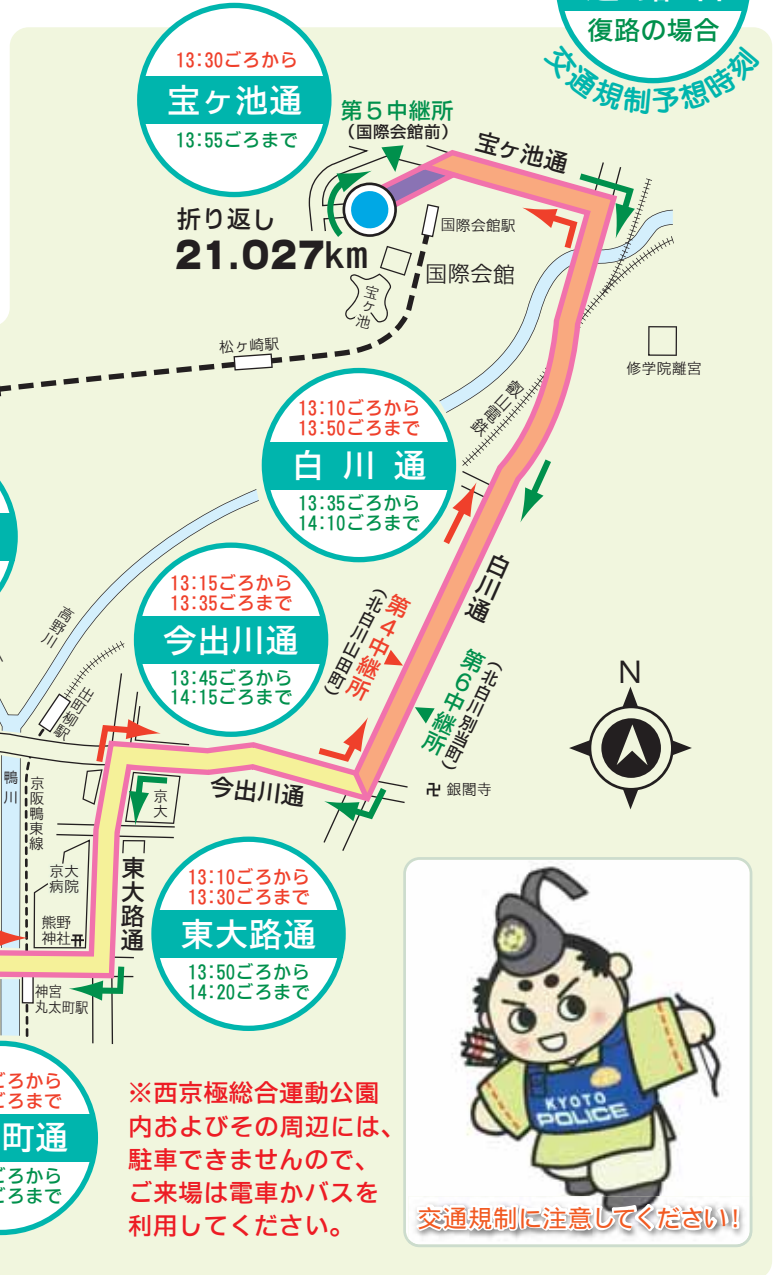 復路の場合
交通規制予想時刻
13:30ごろから
宝ヶ池通
13:55ごろまで
第5中継所
(国際会館前)
宝ヶ池通
折り返し
21.027km
国際会館駅
国際会館
宝ヶ池
松ヶ崎駅
修学院離宮
叡山電鉄
13:10ごろから
13:50ごろまで
白川通
13:35ごろから
14:10ごろまで
白川通
13:15ごろから
13:35ごろまで
今出川通
13:45ごろから
14:15ごろまで
第4中継所
(北白川山田町)
第6中継所
(北白川別当町)
高野川
出町柳駅
N
今出川通
卍 銀閣寺
鴨川
京阪鴨東線
京大
京大
病院
熊野
神社
東大路通
神宮
丸太町駅
13:10ごろから
13:30ごろまで
東大路通
13:50ごろから
14:20ごろまで
ごろから
ごろまで
町通
ごろから
ごろまで
※西京極総合運動公園
内およびその周辺には、
駐車できませんので、
ご来場は電車かバスを
利用してください。
KYOTO
POLICE
交通規制に注意してください!